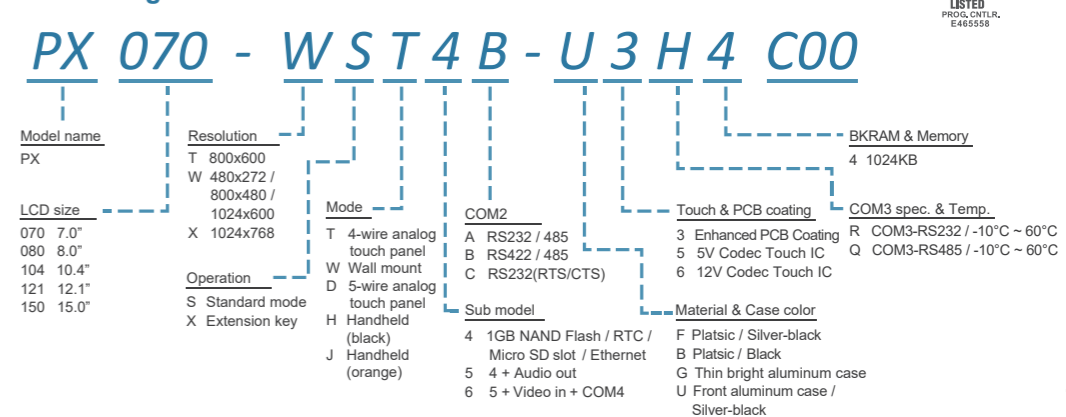 LISTED
PROG. CNTLR.
E465558
PX 070 - W S T 4 B - U 3 H 4 C00
Model name
PX
LCD size
070 7.0”
080 8.0”
104 10.4”
121 12.1”
150 15.0”
Resolution
T 800x600
W 480x272 /
800x480 /
1024x600
X 1024x768
Operation
S Standard mode
X Extension key
Mode
T 4-wire analog
touch panel
W Wall mount
D 5-wire analog
touch panel
H Handheld
(black)
J Handheld
(orange)
COM2
A RS232 / 485
B RS422 / 485
C RS232(RTS/CTS)
Sub model
4 1GB NAND Flash / RTC /
Micro SD slot / Ethernet
5 4 + Audio out
6 5 + Video in + COM4
Touch & PCB coating
3 Enhanced PCB Coating
5 5V Codec Touch IC
6 12V Codec Touch IC
Material & Case color
F Platsic / Silver-black
B Platsic / Black
G Thin bright aluminum case
U Front aluminum case /
Silver-black
BKRAM & Memory
4 1024KB
COM3 spec. & Temp.
R COM3-RS232 / -10°C ~ 60°C
Q COM3-RS485 / -10°C ~ 60°C